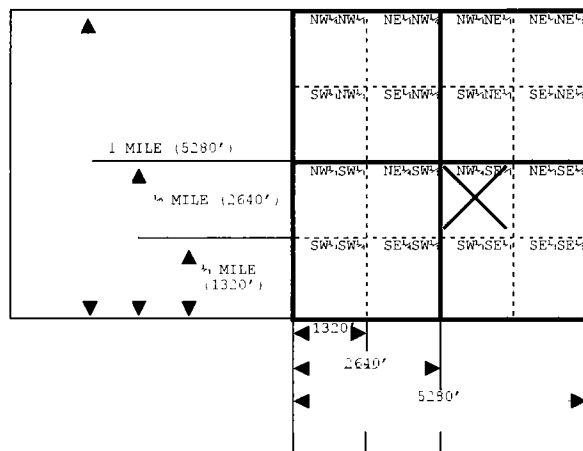 NW¼NW¼ NE¼NW¼ NW¼NE¼ NE¼NE¼
SW¼NW¼ SE¼NW¼ SW¼NE¼ SE¼NE¼
1 MILE (5280')
NW¼SW¼ NE¼SW¼ NW¼SE¼ NE¼SE¼
½ MILE (2640')
SW¼SW¼ SE¼SW¼ SW¼SE¼ SE¼SE¼
¼ MILE
(1320')
1320'
2640'
5280'